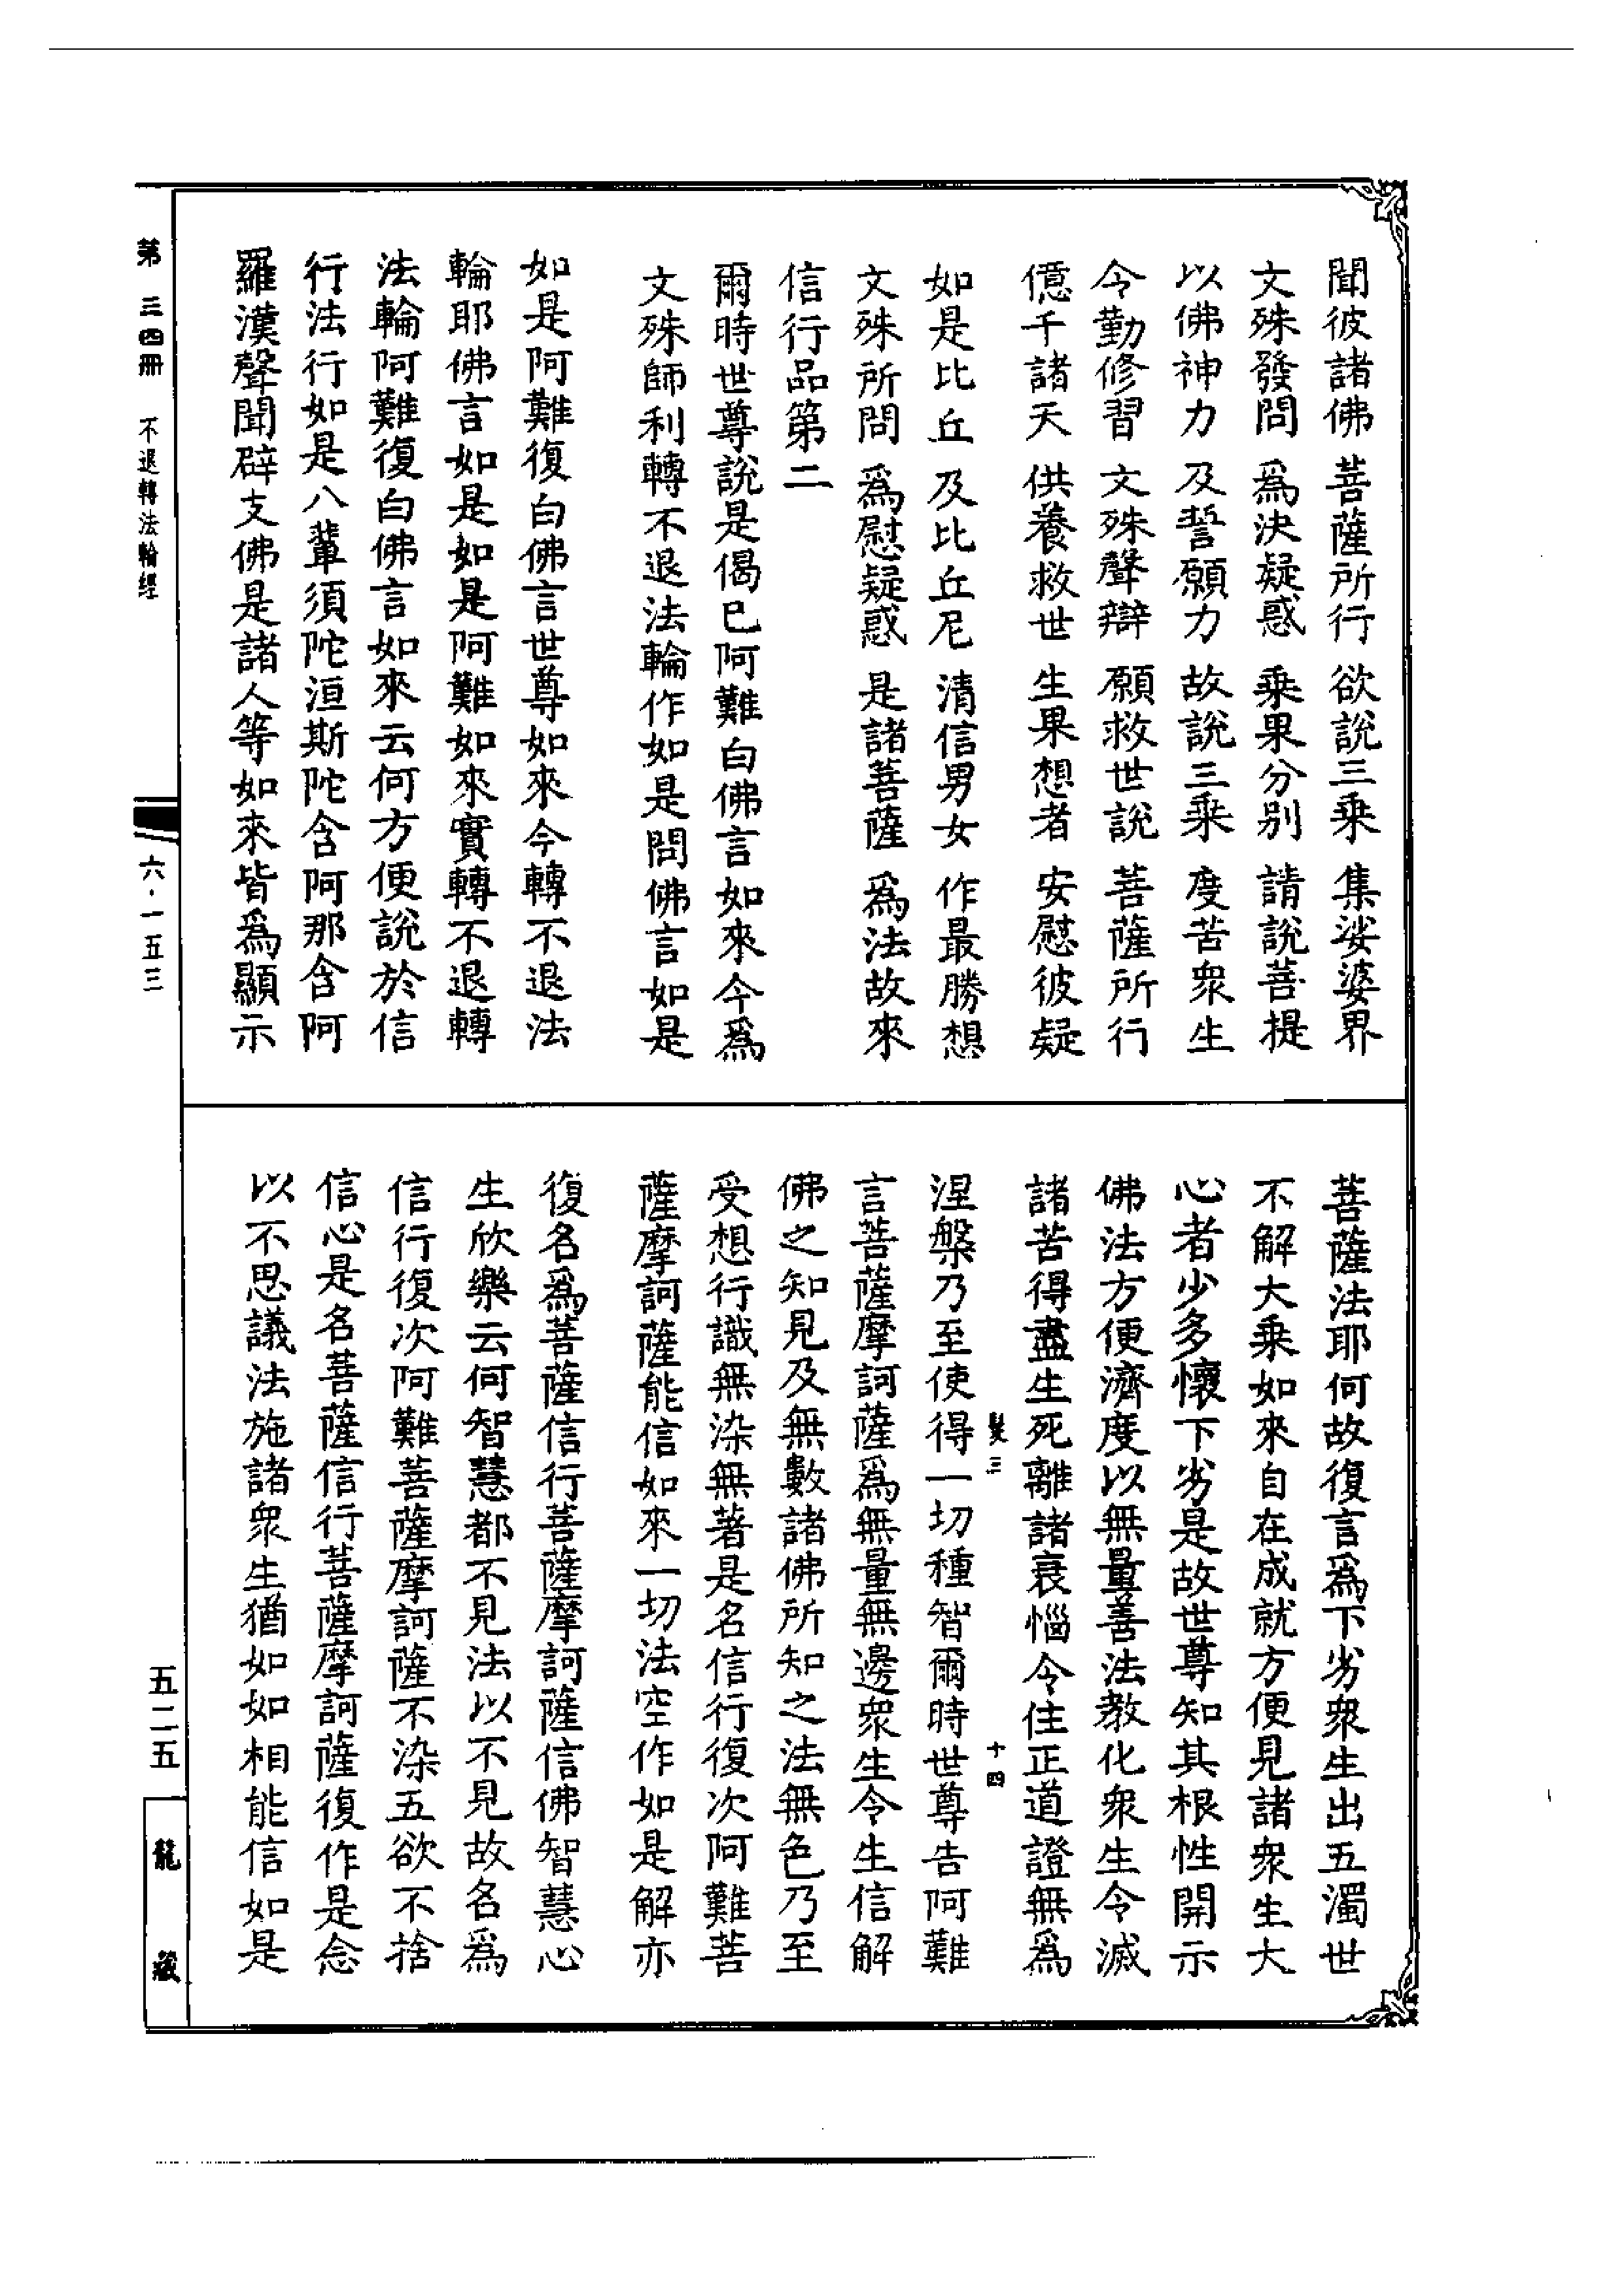 聞彼諸佛 菩薩所行 欲說三乘 集娑婆界
文殊發問 爲決疑惑 乘果分別 請說菩提
以佛神力 及誓願力 故說三乘 度苦衆生
令勤修習 文殊聲辯 願救世說 菩薩所行
億千諸天 供養救世 生果想者 安慰彼疑
如是比丘 及比丘尼 清信男女 作最勝想
文殊所問 爲慰疑惑 是諸菩薩 爲法故來
信行品第二
爾時世尊說是偈已阿難白佛言如來今爲
文殊師利轉不退法輪作如是問佛言如是
如是阿難復白佛言世尊如來今轉不退法
輪耶佛言如是如是阿難如來實轉不退轉
法輪阿難復白佛言如來云何方便說於信
行法行如是八輩須陀洹斯陀含阿那含阿
羅漢聲聞辟支佛是諸人等如來皆爲顯示
菩薩法耶何故復言爲下劣衆生出五濁世
不解大乘如來自在成就方便見諸衆生大
心者少多懷下劣是故世尊知其根性開示
佛法方便濟度以無量善法教化衆生令滅
諸苦得盡生死離諸衰惱令住正道證無爲
髮三 十四
涅槃乃至使得一切種智爾時世尊告阿難
言菩薩摩訶薩爲無量無邊衆生令生信解
佛之知見及無數諸佛所知之法無色乃至
受想行識無染無著是名信行復次阿難菩
薩摩訶薩能信如來一切法空作如是解亦
復名爲菩薩信行菩薩摩訶薩信佛智慧心
生欣樂云何智慧都不見法以不見故名爲
信行復次阿難菩薩摩訶薩不染五欲不捨
信心是名菩薩信行菩薩摩訶薩復作是念
以不思議法施諸衆生猶如如相能信如是
第三四冊 不退轉法輪經
六·一五三
五二五
龍藏